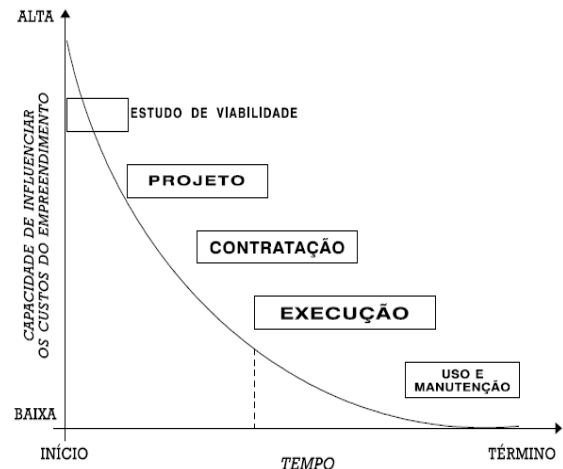 ALTA
CAPACIDADE DE INFLUENCIAR
OS CUSTOS DO EMPREENDIMENTO
ESTUDO DE VIABILIDADE
PROJETO
CONTRATAÇÃO
EXECUÇÃO
USO E
MANUTENÇÃO
BAIXA
INÍCIO
TEMPO
TÉRMINO